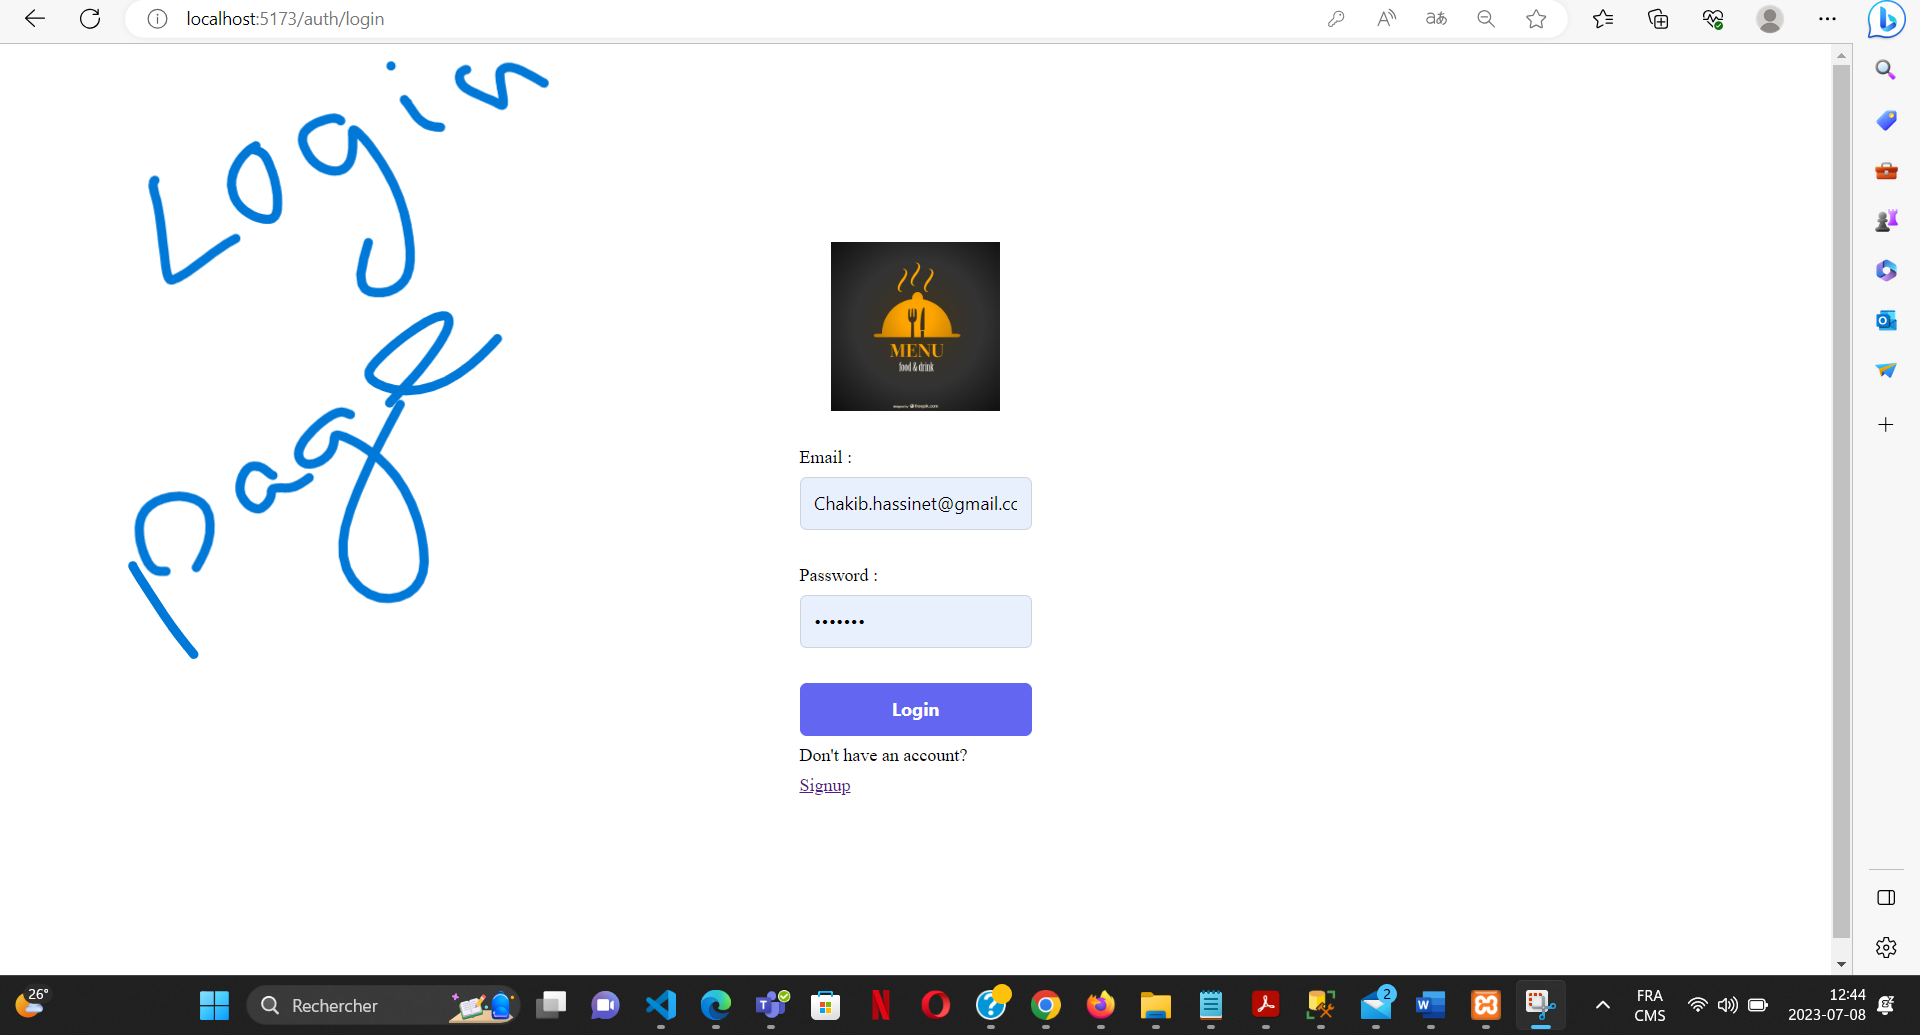 localhost:5173/auth/login
Login
page
MENU
food & drink
Email :
Chakib.hassinet@gmail.cc
Password :
•••••••
Login
Don't have an account?
Signup
26°
Rechercher
2
FRA
CMS
12:44
2023-07-08